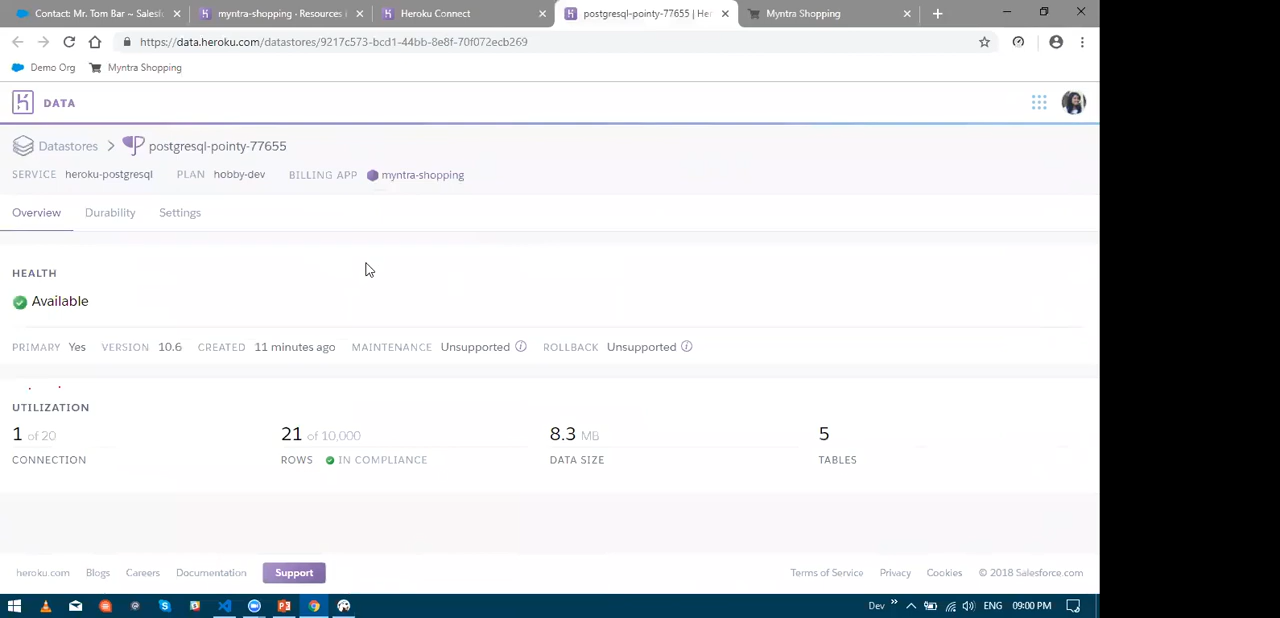 Contact: Mr. Tom Bar ~ Salesfo
myntra-shopping · Resources
Heroku Connect
postgresql-pointy-77655 | Her
Myntra Shopping
https://data.heroku.com/datastores/9217c573-bcd1-44bb-8e8f-70f072ecb269
Demo Org
Myntra Shopping
DATA
Datastores
postgresql-pointy-77655
SERVICE heroku-postgresql PLAN hobby-dev BILLING APP myntra-shopping
Overview Durability Settings
HEALTH
Available
PRIMARY Yes VERSION 10.6 CREATED 11 minutes ago MAINTENANCE Unsupported ROLLBACK Unsupported
UTILIZATION
1 of 20 21 of 10,000 8.3 MB 5
CONNECTION ROWS IN COMPLIANCE DATA SIZE TABLES
heroku.com Blogs Careers Documentation Support Terms of Service Privacy Cookies © 2018 Salesforce.com
Dev ENG 09:00 PM